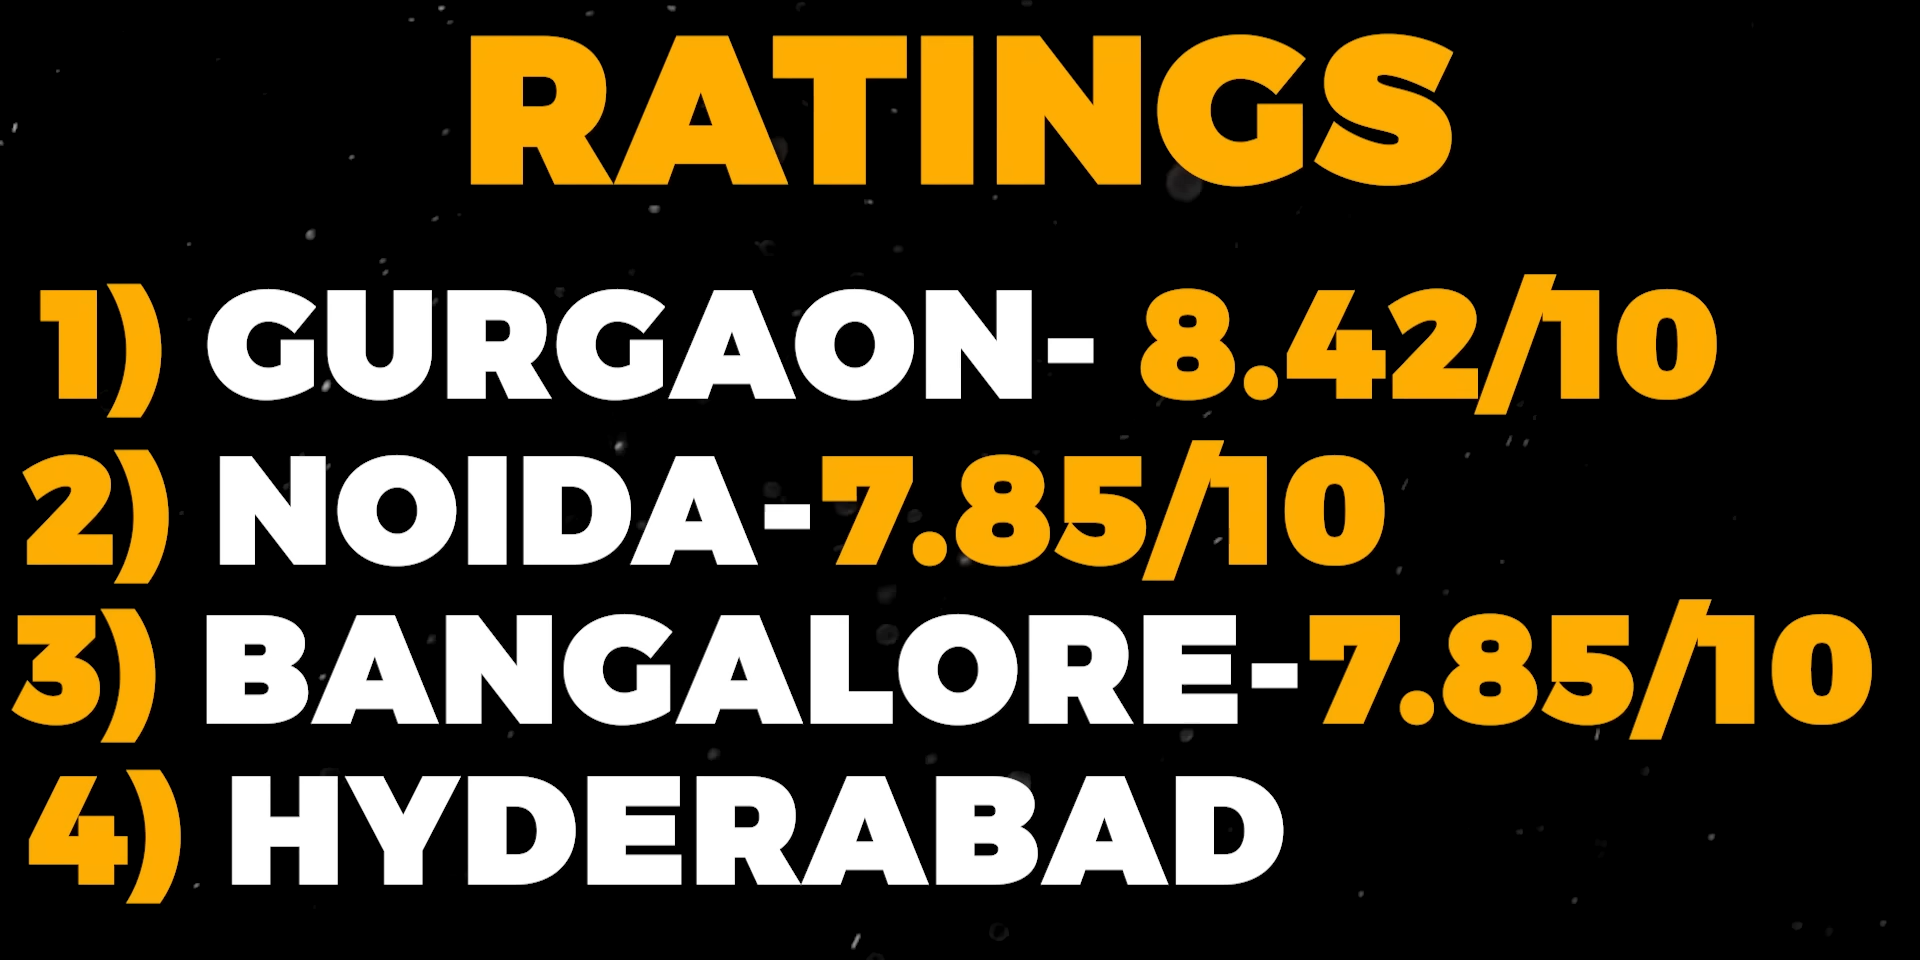 RATINGS
1) GURGAON- 8.42/10
2) NOIDA-7.85/10
3) BANGALORE-7.85/10
4) HYDERABAD